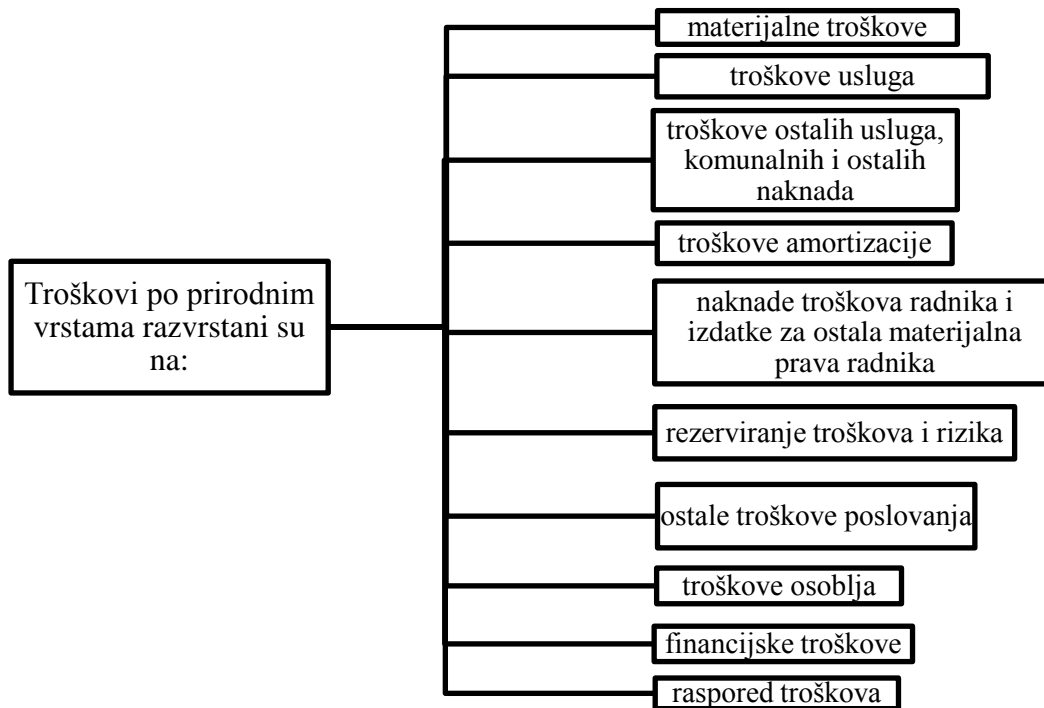 Troškovi po prirodnim
vrstama razvrstani su
na:
materijalne troškove
troškove usluga
troškove ostalih usluga,
komunalnih i ostalih
naknada
troškove amortizacije
naknade troškova radnika i
izdatke za ostala materijalna
prava radnika
rezerviranje troškova i rizika
ostale troškove poslovanja
troškove osoblja
financijske troškove
raspored troškova